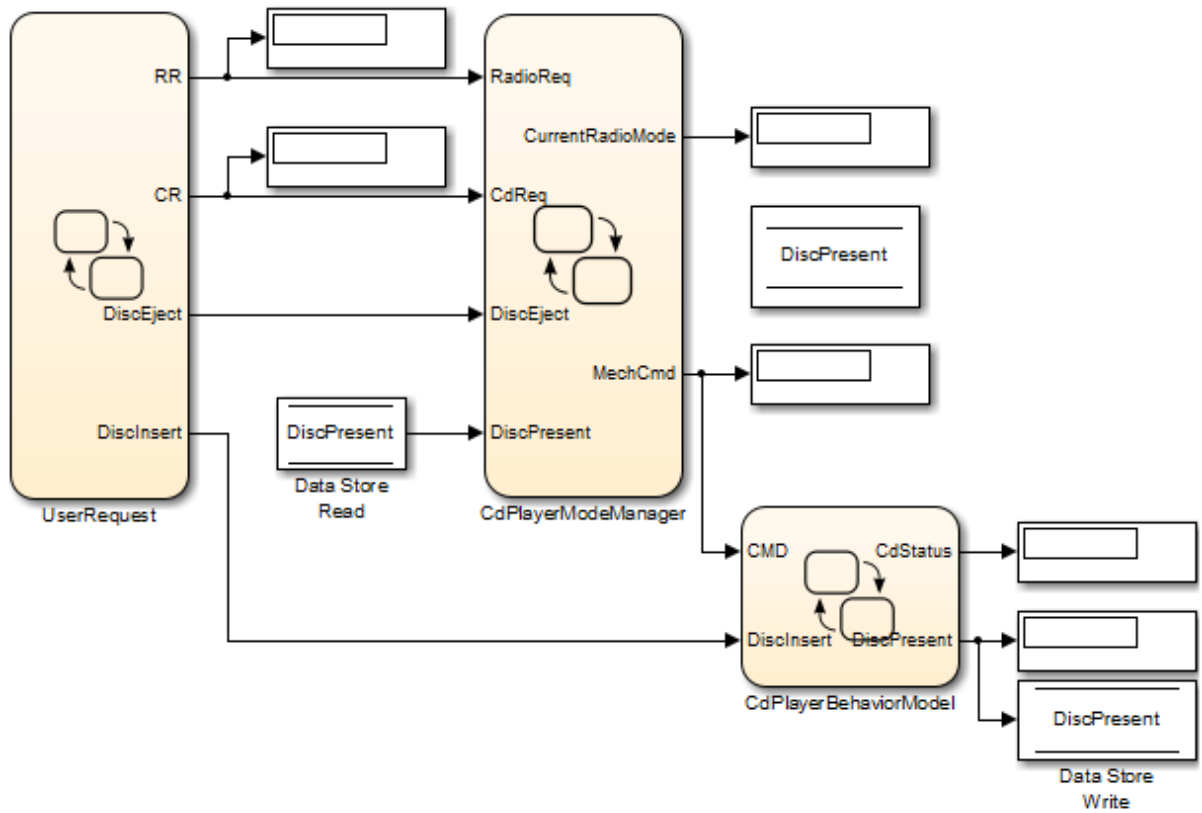 RR
RadioReq
CurrentRadioMode
CR
CdReq
DiscPresent
DiscEject
DiscEject
MechCmd
DiscInsert
DiscPresent
DiscPresent
Data Store
Read
UserRequest
CdPlayerModeManager
CMD
CdStatus
DiscInsert
DiscPresent
CdPlayerBehaviorModel
DiscPresent
Data Store
Write